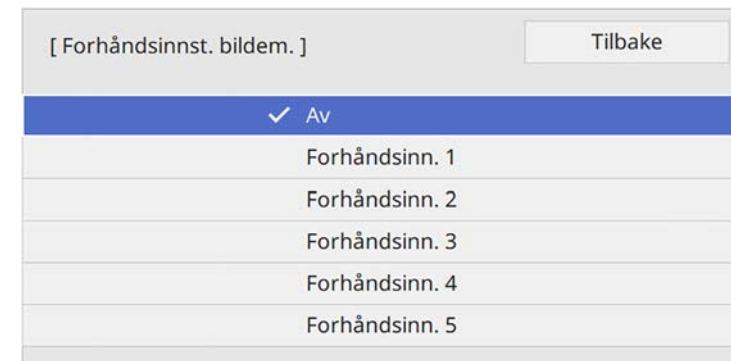 [ Forhåndsinnst. bildem. ]
Tilbake
Av
Forhåndsinn. 1
Forhåndsinn. 2
Forhåndsinn. 3
Forhåndsinn. 4
Forhåndsinn. 5